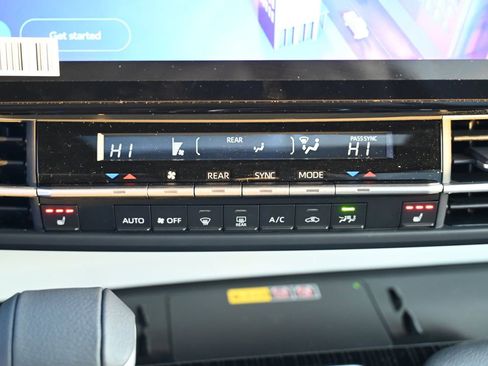 Get started
HI REAR PASS SYNC HI
REAR SYNC MODE
AUTO OFF REAR A/C